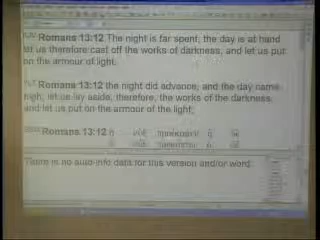 Romans 13:12 The night is far spent, the day is at hand
let us therefore cast off the works of darkness, and let us put
on the armour of light.
Romans 13:12 the night did advance, and the day came
nigh; let us lay aside, therefore, the works of the darkness,
and let us put on the armour of the light;
Romans 13:12
There is no auto-info data for this version and/or word.